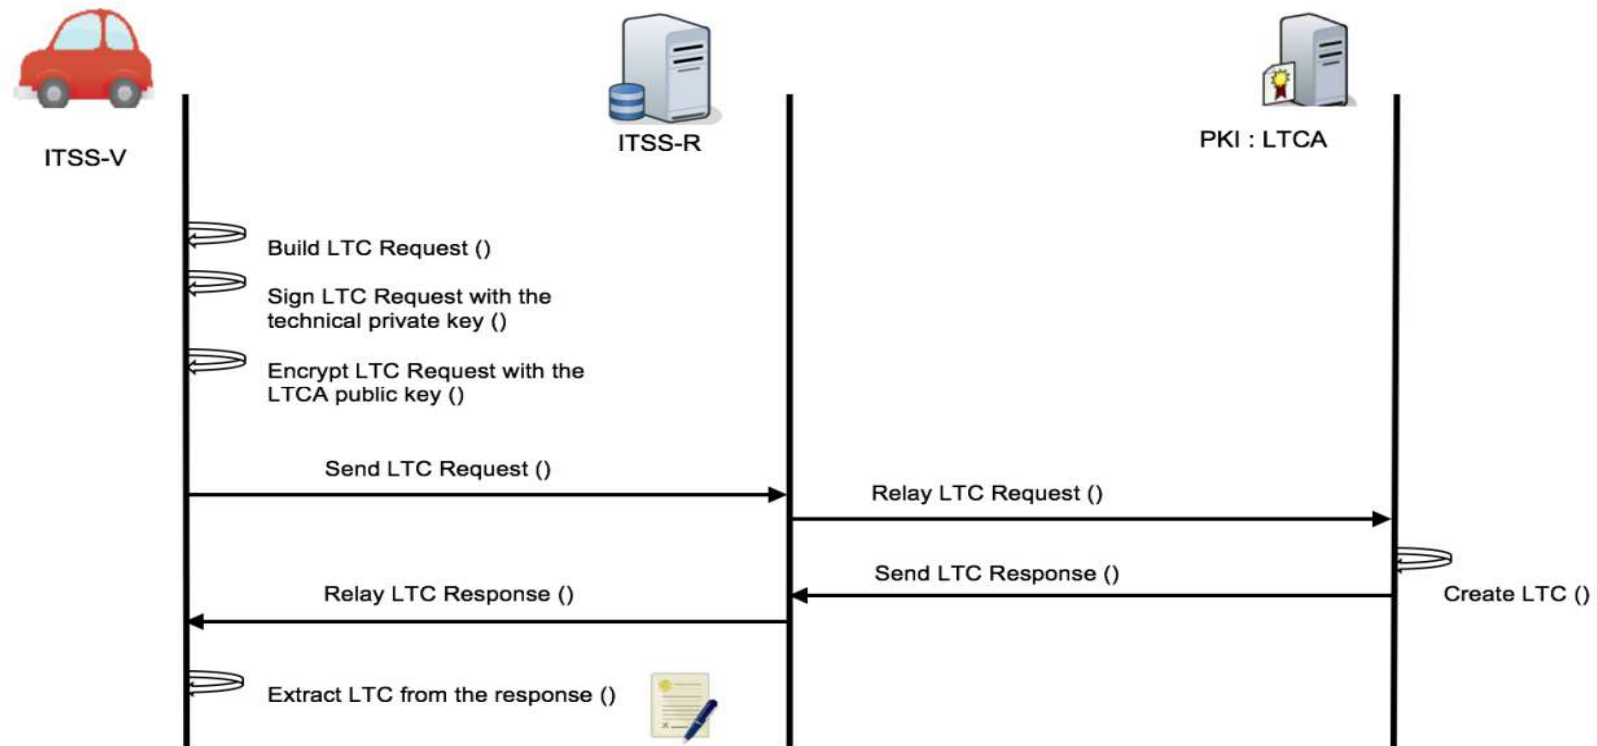 ITSS-V
ITSS-R
PKI : LTCA
Build LTC Request ()
Sign LTC Request with the
technical private key ()
Encrypt LTC Request with the
LTCA public key ()
Send LTC Request ()
Relay LTC Request ()
Send LTC Response ()
Create LTC ()
Relay LTC Response ()
Extract LTC from the response ()